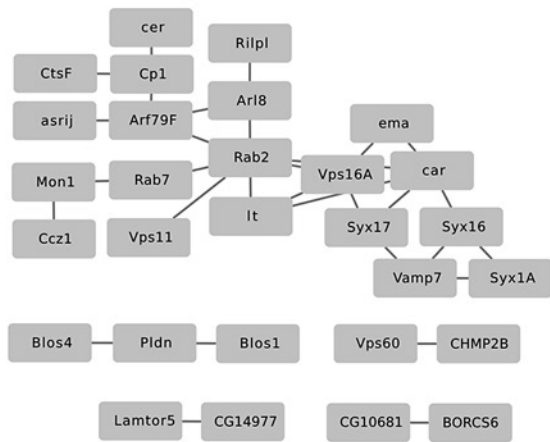 cer
Rilpl
CtsF
Cp1
Arl8
asrij
Arf79F
ema
Rab2
Mon1
Rab7
Vps16A
car
lt
Ccz1
Vps11
Syx17
Syx16
Vamp7
Syx1A
Blos4
Pldn
Blos1
Vps60
CHMP2B
Lamtor5
CG14977
CG10681
BORCS6